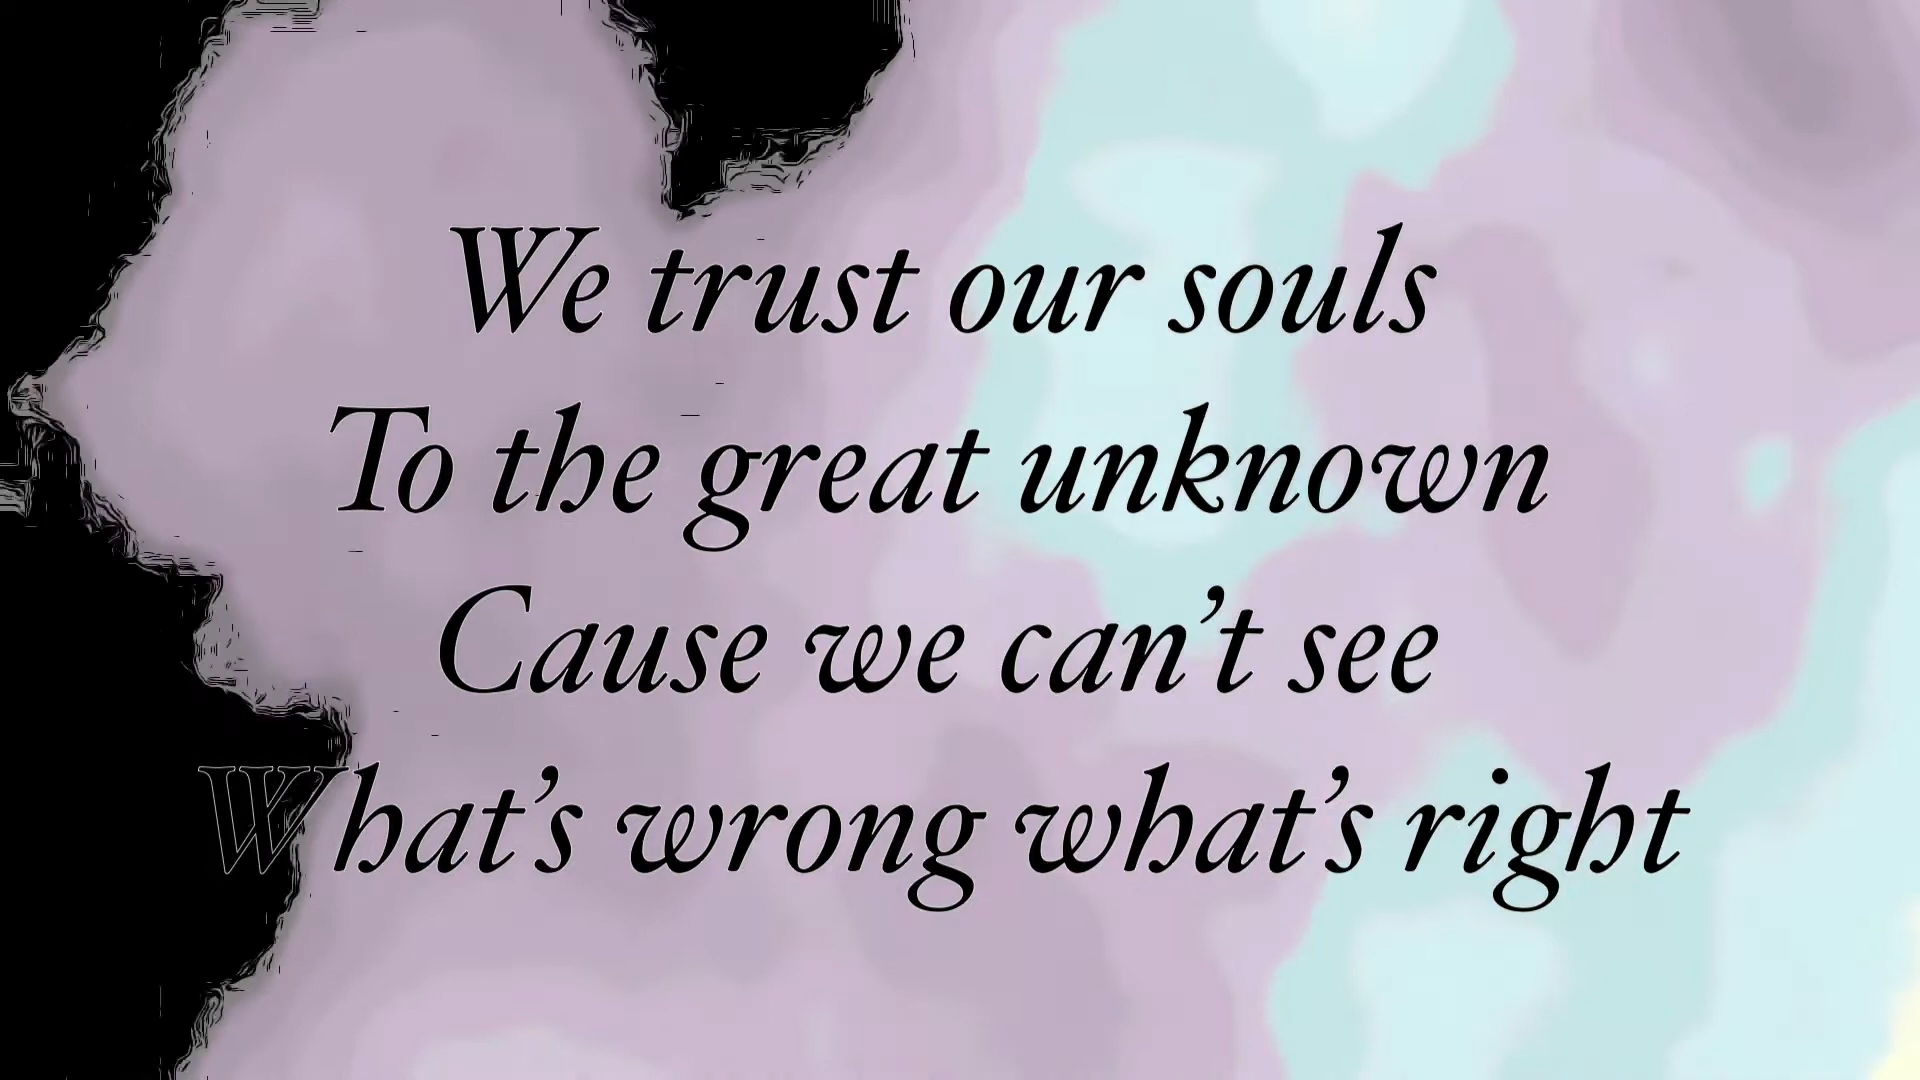 We trust our souls
To the great unknown
Cause we can’t see
What’s wrong what’s right